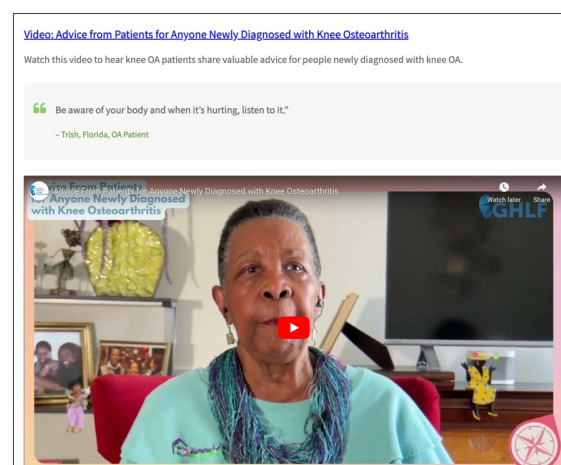 Video: Advice from Patients for Anyone Newly Diagnosed with Knee Osteoarthritis
Watch this video to hear knee OA patients share valuable advice for people newly diagnosed with knee OA.
Be aware of your body and when it's hurting, listen to it."
– Trish, Florida, OA Patient
Advice From Patients for Anyone Newly Diagnosed with Knee Osteoarthritis
Watch later
Share
Advice From Patients
for Anyone Newly Diagnosed
with Knee Osteoarthritis
GHLF